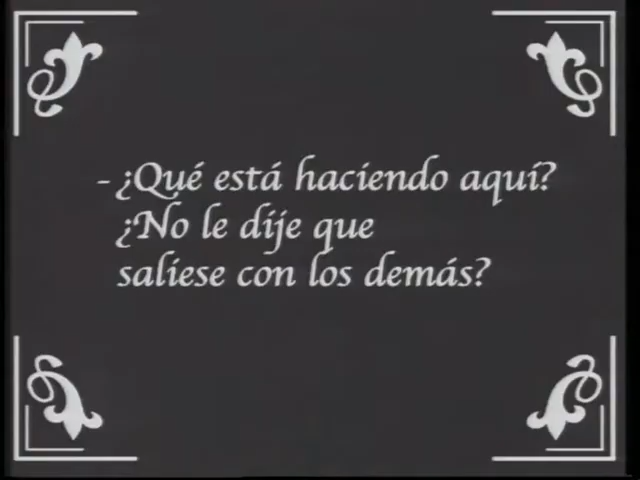 - ¿Qué está haciendo aquí?
¿No le dije que
saliese con los demás?